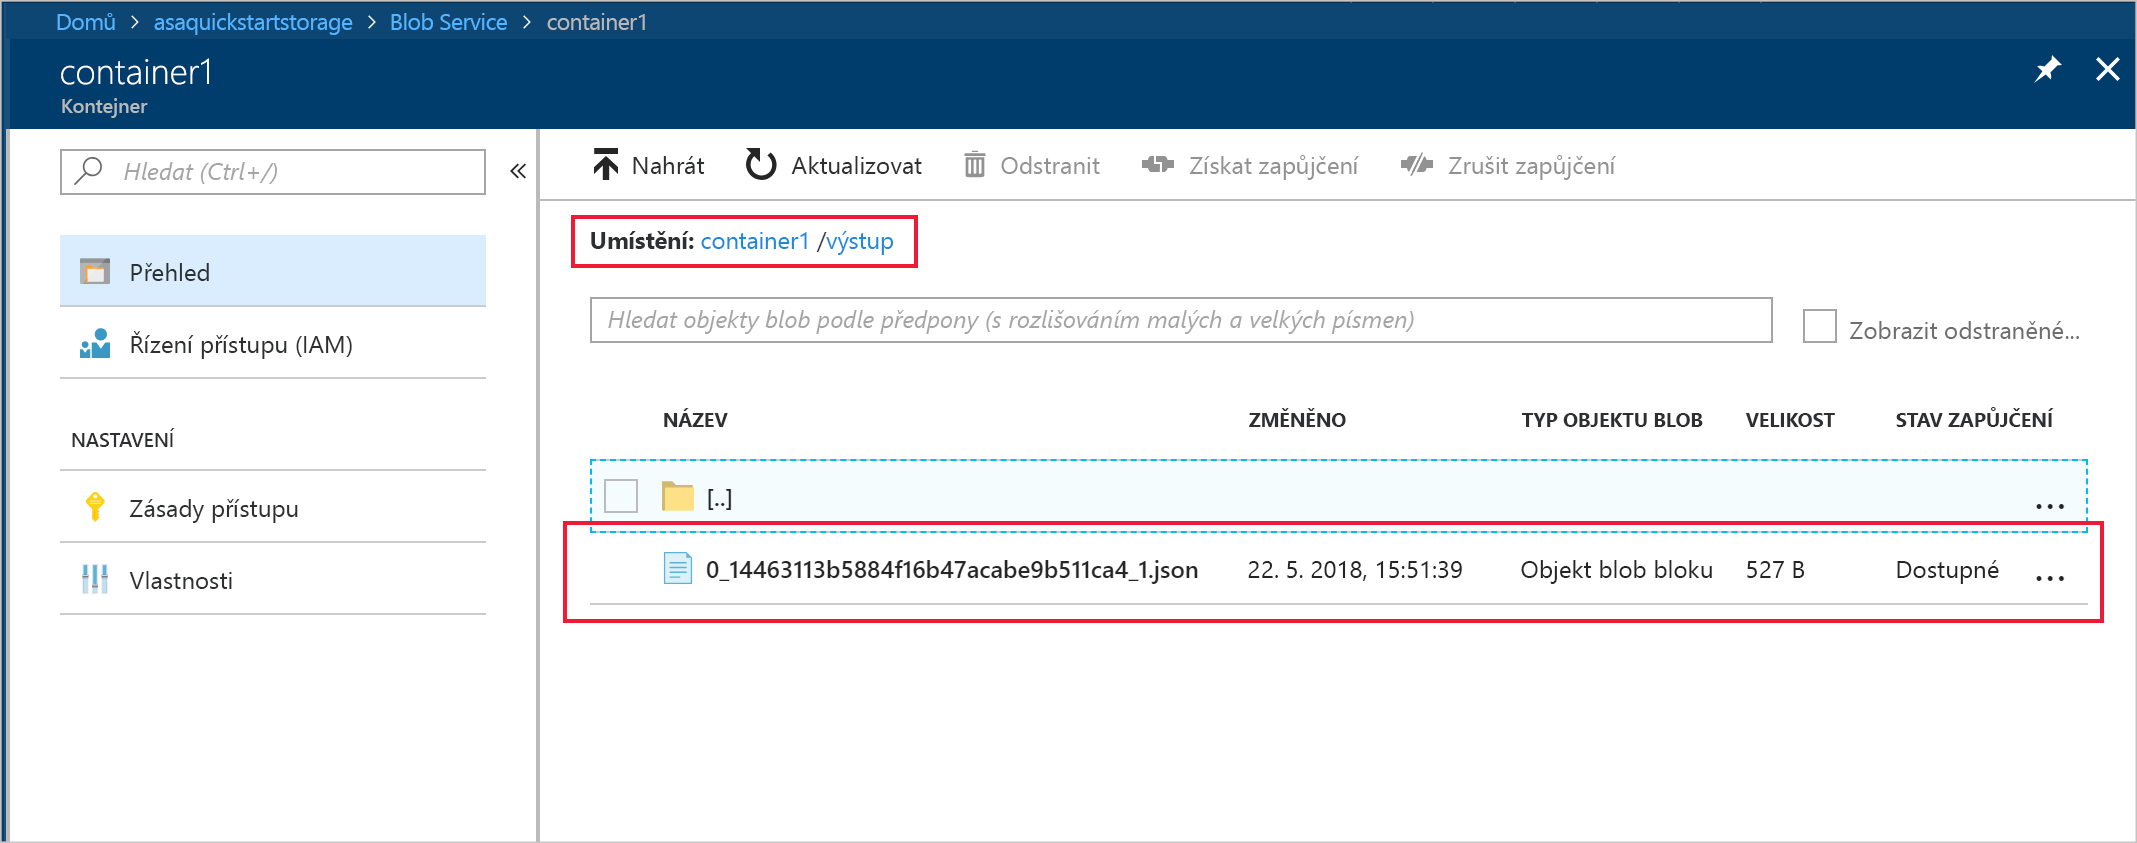 Domů > asaquickstartstorage > Blob Service > container1
container1
Kontejner
Hledat (Ctrl+/)
«
Přehled
Řízení přístupu (IAM)
NASTAVENÍ
Zásady přístupu
Vlastnosti
Nahrát Aktualizovat Odstranit Získat zapůjčení Zrušit zapůjčení
Umístění: container1 /výstup
Hledat objekty blob podle předpony (s rozlišováním malých a velkých písmen)
Zobrazit odstraněné...
NÁZEV ZMĚNĚNO TYP OBJEKTU BLOB VELIKOST STAV ZAPŮJČENÍ
[..] ...
0_14463113b5884f16b47acabe9b511ca4_1.json 22. 5. 2018, 15:51:39 Objekt blob bloku 527 B Dostupné ...